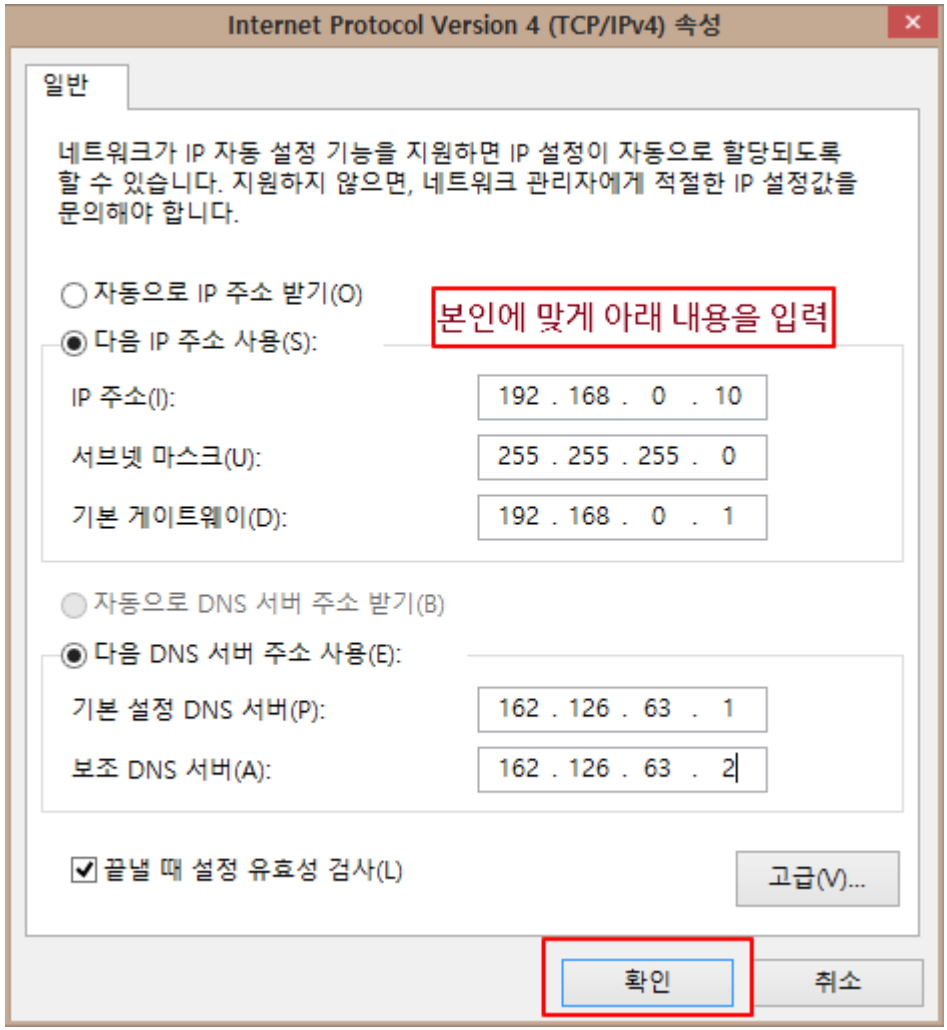 Internet Protocol Version 4 (TCP/IPv4) 속성
일반
네트워크가 IP 자동 설정 기능을 지원하면 IP 설정이 자동으로 할당되도록
할 수 있습니다. 지원하지 않으면, 네트워크 관리자에게 적절한 IP 설정값을
문의해야 합니다.
자동으로 IP 주소 받기(O)
본인에 맞게 아래 내용을 입력
다음 IP 주소 사용(S):
IP 주소(I): 192 . 168 . 0 . 10
서브넷 마스크(U): 255 . 255 . 255 . 0
기본 게이트웨이(D): 192 . 168 . 0 . 1
자동으로 DNS 서버 주소 받기(B)
다음 DNS 서버 주소 사용(E):
기본 설정 DNS 서버(P): 162 . 126 . 63 . 1
보조 DNS 서버(A): 162 . 126 . 63 . 2
끝낼 때 설정 유효성 검사(L)
고급(V)...
확인 취소